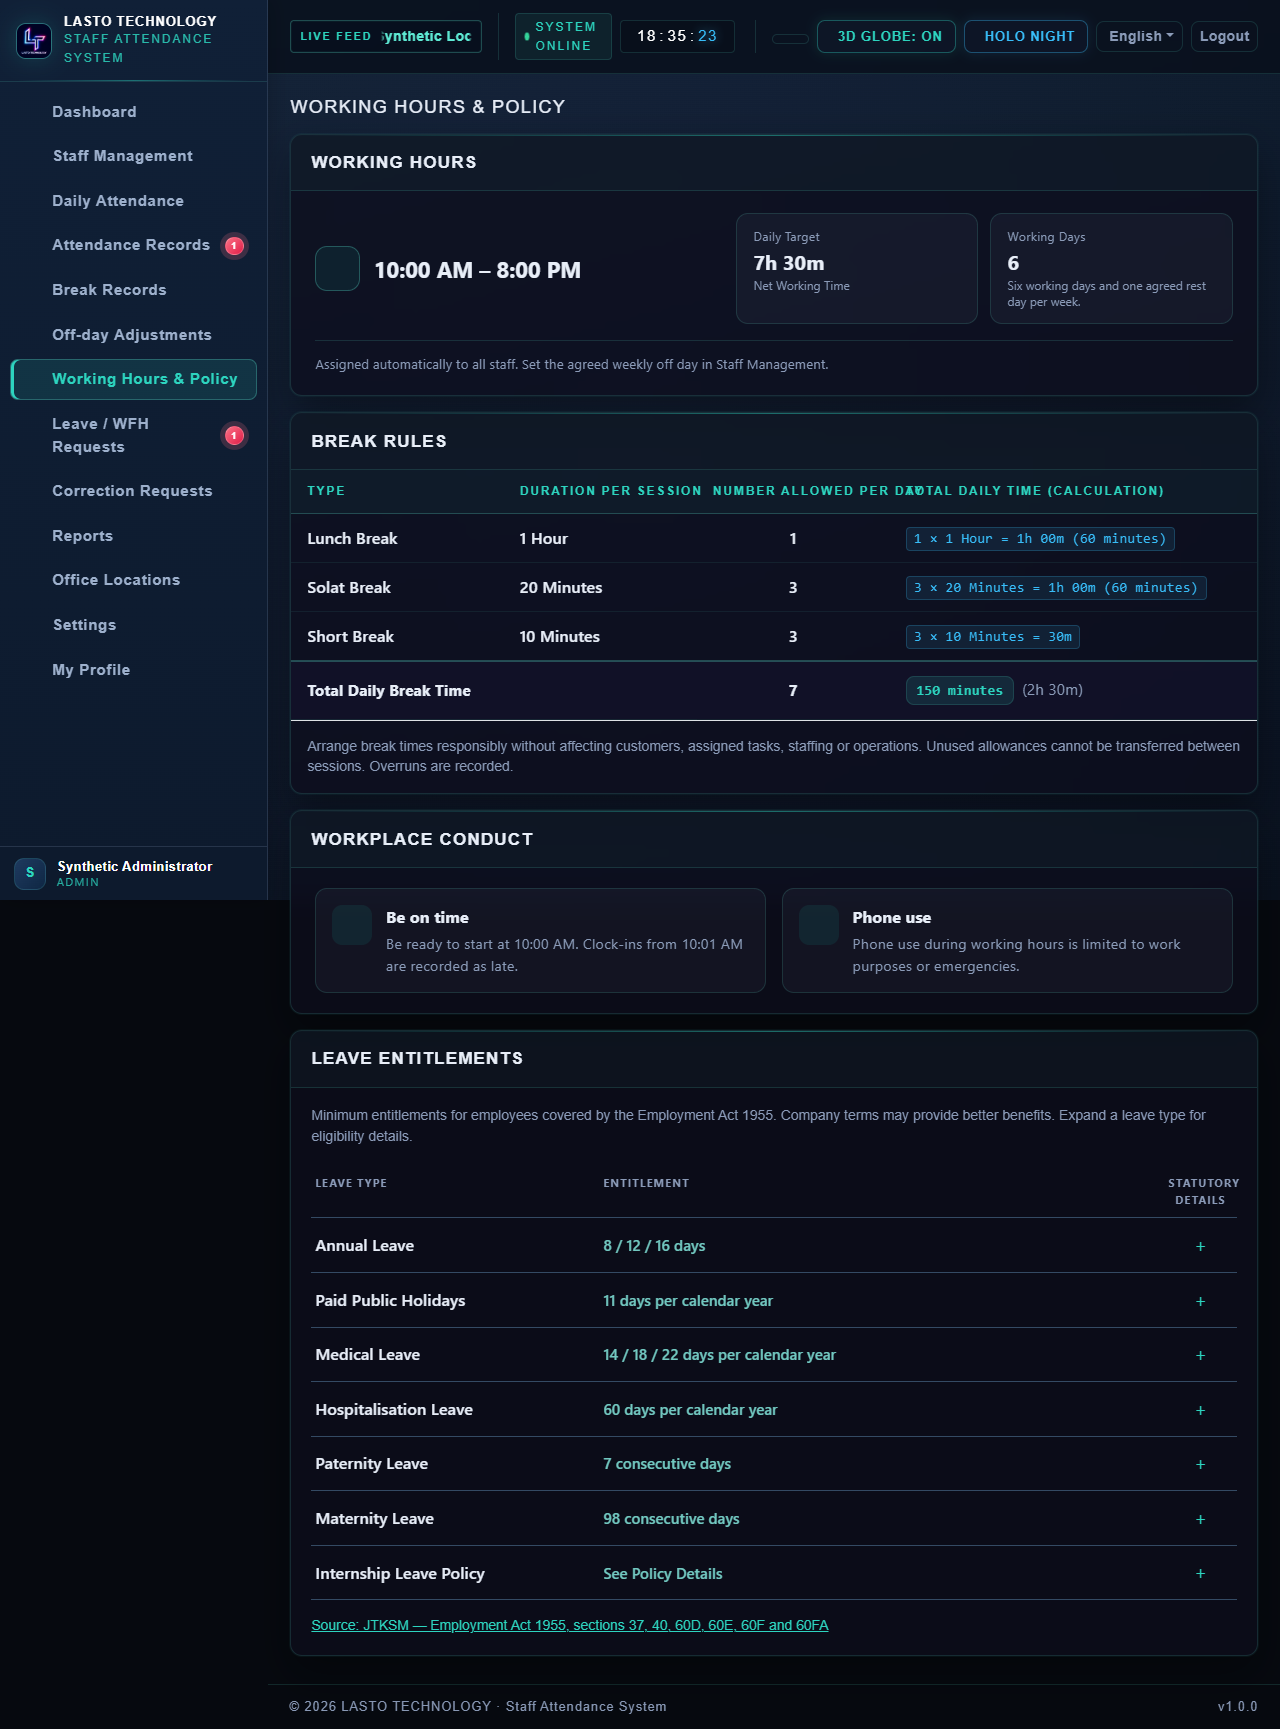 LASTO TECHNOLOGY
STAFF ATTENDANCE
SYSTEM
LIVE FEED
ynthetic Loc
SYSTEM
ONLINE
18:35:23
3D GLOBE: ON
HOLO NIGHT
English
Logout
Dashboard
Staff Management
Daily Attendance
Attendance Records 1
Break Records
Off-day Adjustments
Working Hours & Policy
Leave / WFH
Requests
1
Correction Requests
Reports
Office Locations
Settings
My Profile
S
Synthetic Administrator
ADMIN
WORKING HOURS & POLICY
WORKING HOURS
10:00 AM – 8:00 PM
Daily Target
7h 30m
Net Working Time
Working Days
6
Six working days and one agreed rest
day per week.
Assigned automatically to all staff. Set the agreed weekly off day in Staff Management.
BREAK RULES
TYPE DURATION PER SESSION NUMBER ALLOWED PER DAY TOTAL DAILY TIME (CALCULATION)
Lunch Break 1 Hour 1 1 × 1 Hour = 1h 00m (60 minutes)
Solat Break 20 Minutes 3 3 × 20 Minutes = 1h 00m (60 minutes)
Short Break 10 Minutes 3 3 × 10 Minutes = 30m
Total Daily Break Time 7 150 minutes (2h 30m)
Arrange break times responsibly without affecting customers, assigned tasks, staffing or operations. Unused allowances cannot be transferred between
sessions. Overruns are recorded.
WORKPLACE CONDUCT
Be on time
Be ready to start at 10:00 AM. Clock-ins from 10:01 AM
are recorded as late.
Phone use
Phone use during working hours is limited to work
purposes or emergencies.
LEAVE ENTITLEMENTS
Minimum entitlements for employees covered by the Employment Act 1955. Company terms may provide better benefits. Expand a leave type for
eligibility details.
LEAVE TYPE ENTITLEMENT STATUTORY
DETAILS
Annual Leave 8 / 12 / 16 days +
Paid Public Holidays 11 days per calendar year +
Medical Leave 14 / 18 / 22 days per calendar year +
Hospitalisation Leave 60 days per calendar year +
Paternity Leave 7 consecutive days +
Maternity Leave 98 consecutive days +
Internship Leave Policy See Policy Details +
Source: JTKSM — Employment Act 1955, sections 37, 40, 60D, 60E, 60F and 60FA
© 2026 LASTO TECHNOLOGY · Staff Attendance System
v1.0.0